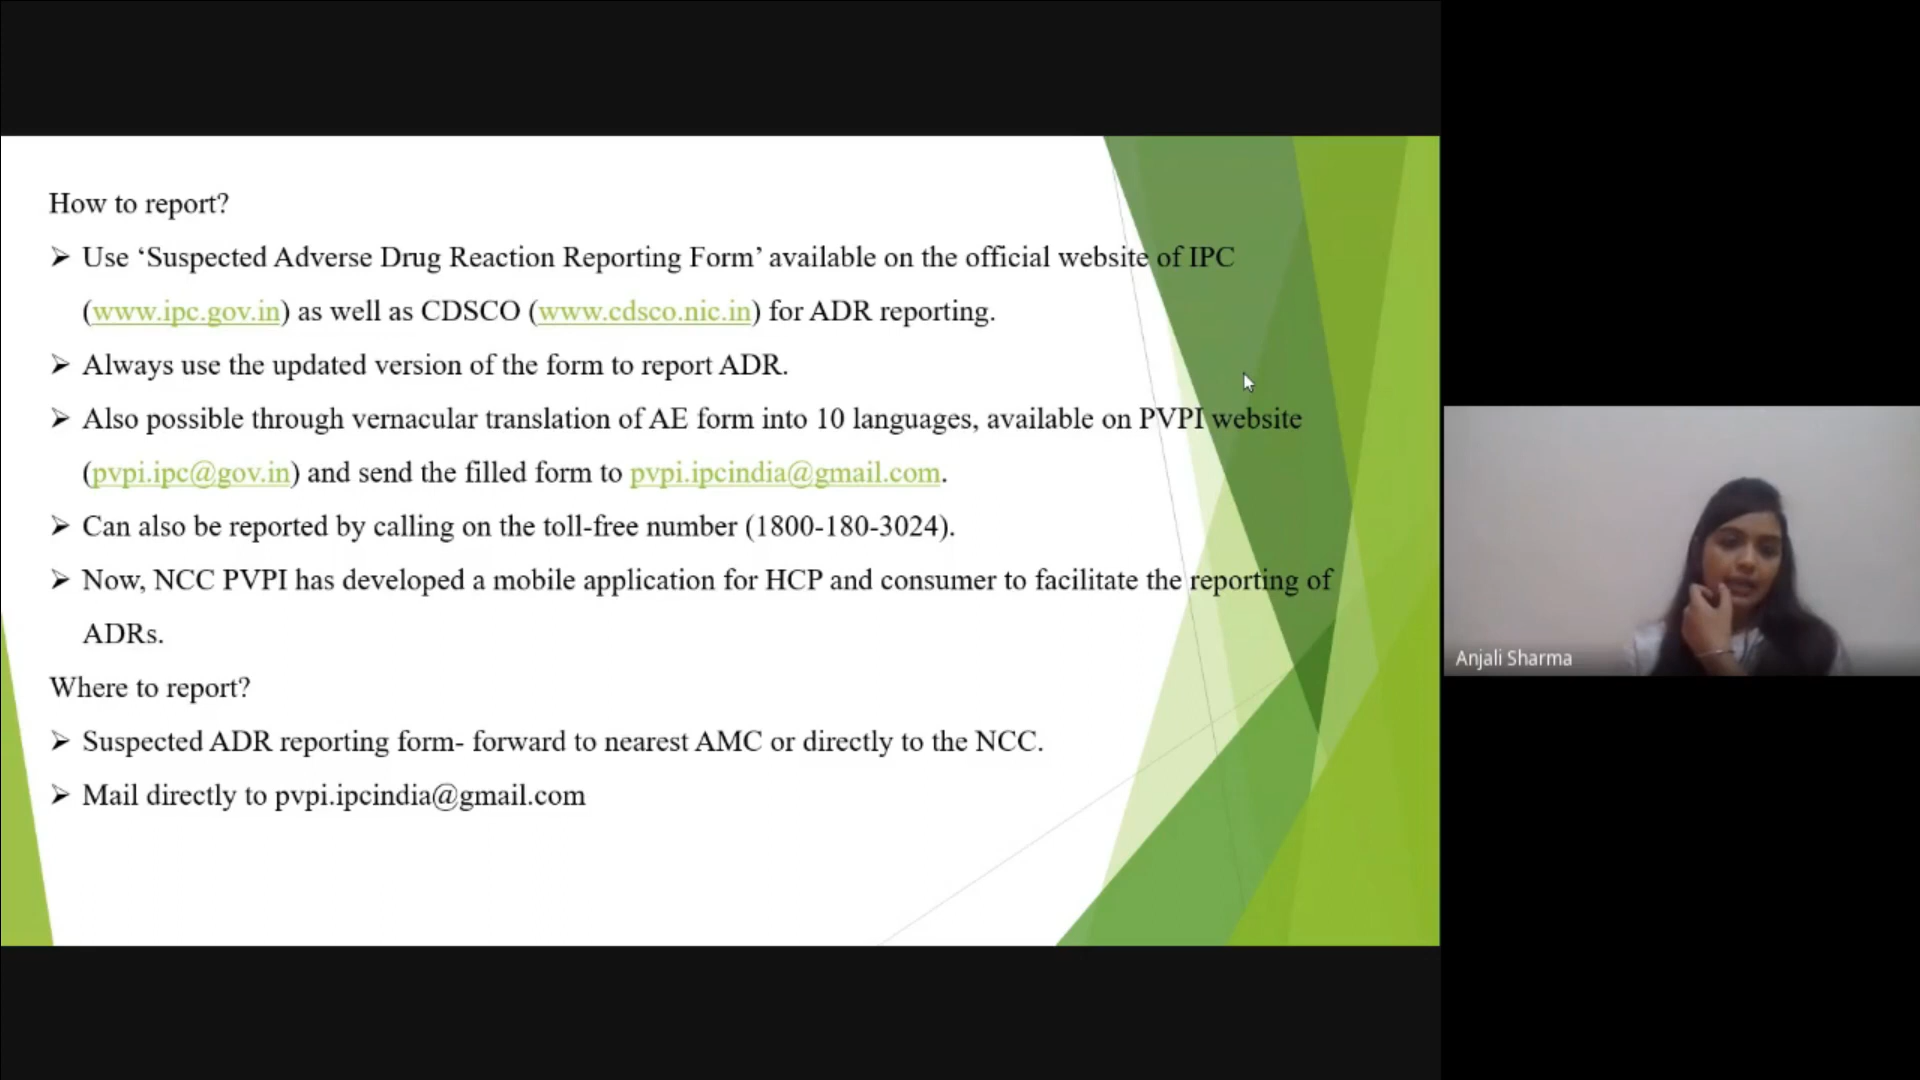 How to report?
➢ Use ‘Suspected Adverse Drug Reaction Reporting Form’ available on the official website of IPC
(www.ipc.gov.in) as well as CDSCO (www.cdsco.nic.in) for ADR reporting.
➢ Always use the updated version of the form to report ADR.
➢ Also possible through vernacular translation of AE form into 10 languages, available on PVPI website
(pvpi.ipc@gov.in) and send the filled form to pvpi.ipcindia@gmail.com.
➢ Can also be reported by calling on the toll-free number (1800-180-3024).
➢ Now, NCC PVPI has developed a mobile application for HCP and consumer to facilitate the reporting of
ADRs.
Where to report?
➢ Suspected ADR reporting form- forward to nearest AMC or directly to the NCC.
➢ Mail directly to pvpi.ipcindia@gmail.com
Anjali Sharma